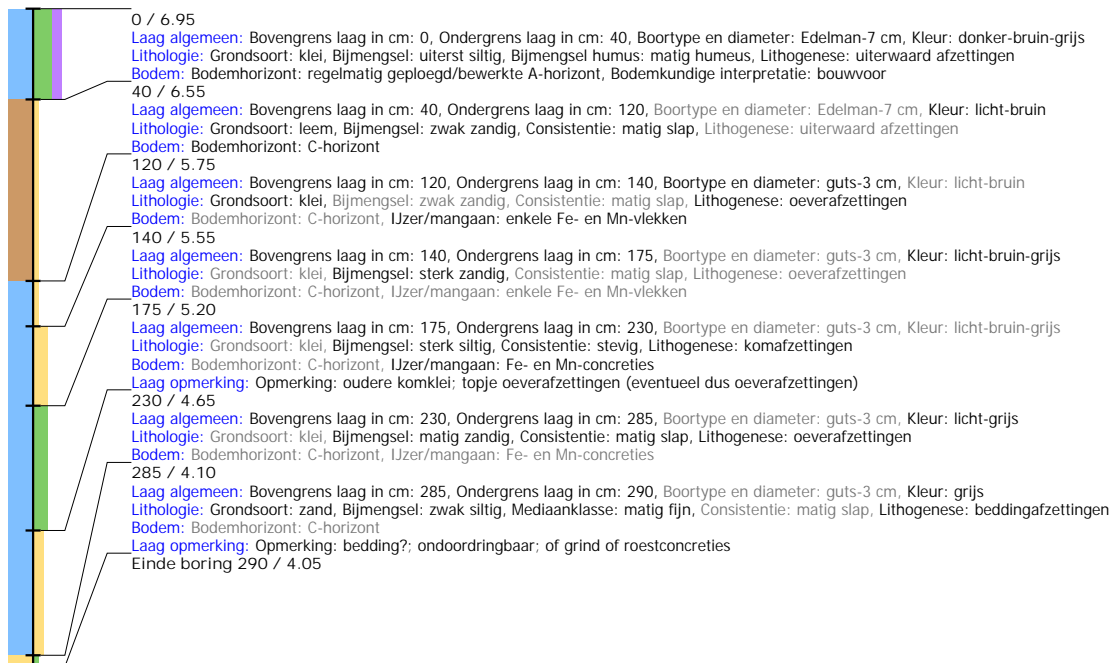 0 / 6.95
Laag algemeen: Bovengrens laag in cm: 0, Ondergrens laag in cm: 40, Boortype en diameter: Edelman-7 cm, Kleur: donker-bruin-grijs
Lithologie: Grondsoort: klei, Bijmengsel: uiterst siltig, Bijmengsel humus: matig humeus, Lithogenese: uiterwaard afzettingen
Bodem: Bodemhorizont: regelmatig geploegd/bewerkte A-horizont, Bodemkundige interpretatie: bouwvoor
40 / 6.55
Laag algemeen: Bovengrens laag in cm: 40, Ondergrens laag in cm: 120, Boortype en diameter: Edelman-7 cm, Kleur: licht-bruin
Lithologie: Grondsoort: leem, Bijmengsel: zwak zandig, Consistentie: matig slap, Lithogenese: uiterwaard afzettingen
Bodem: Bodemhorizont: C-horizont
120 / 5.75
Laag algemeen: Bovengrens laag in cm: 120, Ondergrens laag in cm: 140, Boortype en diameter: guts-3 cm, Kleur: licht-bruin
Lithologie: Grondsoort: klei, Bijmengsel: zwak zandig, Consistentie: matig slap, Lithogenese: oeverafzettingen
Bodem: Bodemhorizont: C-horizont, IJzer/mangaan: enkele Fe- en Mn-vlekken
140 / 5.55
Laag algemeen: Bovengrens laag in cm: 140, Ondergrens laag in cm: 175, Boortype en diameter: guts-3 cm, Kleur: licht-bruin-grijs
Lithologie: Grondsoort: klei, Bijmengsel: sterk zandig, Consistentie: matig slap, Lithogenese: oeverafzettingen
Bodem: Bodemhorizont: C-horizont, IJzer/mangaan: enkele Fe- en Mn-vlekken
175 / 5.20
Laag algemeen: Bovengrens laag in cm: 175, Ondergrens laag in cm: 230, Boortype en diameter: guts-3 cm, Kleur: licht-bruin-grijs
Lithologie: Grondsoort: klei, Bijmengsel: sterk siltig, Consistentie: stevig, Lithogenese: komafzettingen
Bodem: Bodemhorizont: C-horizont, IJzer/mangaan: Fe- en Mn-concreties
Laag opmerking: Opmerking: oudere komklei; topje oeverafzettingen (eventueel dus oeverafzettingen)
230 / 4.65
Laag algemeen: Bovengrens laag in cm: 230, Ondergrens laag in cm: 285, Boortype en diameter: guts-3 cm, Kleur: licht-grijs
Lithologie: Grondsoort: klei, Bijmengsel: matig zandig, Consistentie: matig slap, Lithogenese: oeverafzettingen
Bodem: Bodemhorizont: C-horizont, IJzer/mangaan: Fe- en Mn-concreties
285 / 4.10
Laag algemeen: Bovengrens laag in cm: 285, Ondergrens laag in cm: 290, Boortype en diameter: guts-3 cm, Kleur: grijs
Lithologie: Grondsoort: zand, Bijmengsel: zwak siltig, Mediaanklasse: matig fijn, Consistentie: matig slap, Lithogenese: beddingafzettingen
Bodem: Bodemhorizont: C-horizont
Laag opmerking: Opmerking: bedding?; ondoordringbaar; of grind of roestconcreties
Einde boring 290 / 4.05